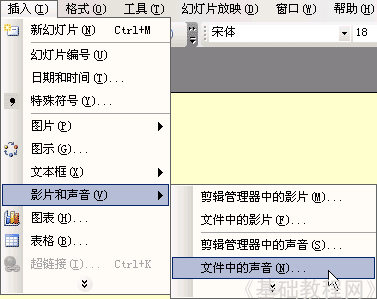 插入(I) 格式(O) 工具(T) 幻灯片放映(D) 窗口(W) 帮助(H)
新幻灯片(N) Ctrl+M
宋体 18
幻灯片编号(U)
日期和时间(T)...
特殊符号(Y)...
图片(P)
图示(G)...
文本框(X)
影片和声音(V)
图表(H)...
表格(B)...
超链接(I)... Ctrl+K
剪辑管理器中的影片(M)...
文件中的影片(F)...
剪辑管理器中的声音(S)...
文件中的声音(N)...
《基础教程网》